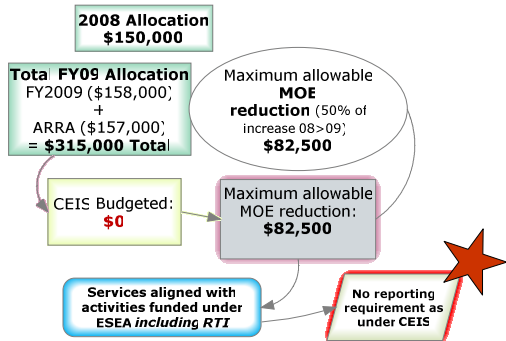 2008 Allocation
$150,000
Total FY09 Allocation
FY2009 ($158,000)
+
ARRA ($157,000)
= $315,000 Total
Maximum allowable
MOE
reduction (50% of
increase 08>09)
$82,500
CEIS Budgeted:
$0
Maximum allowable
MOE reduction:
$82,500
Services aligned with
activities funded under
ESEA including RTI
No reporting
requirement as
under CEIS